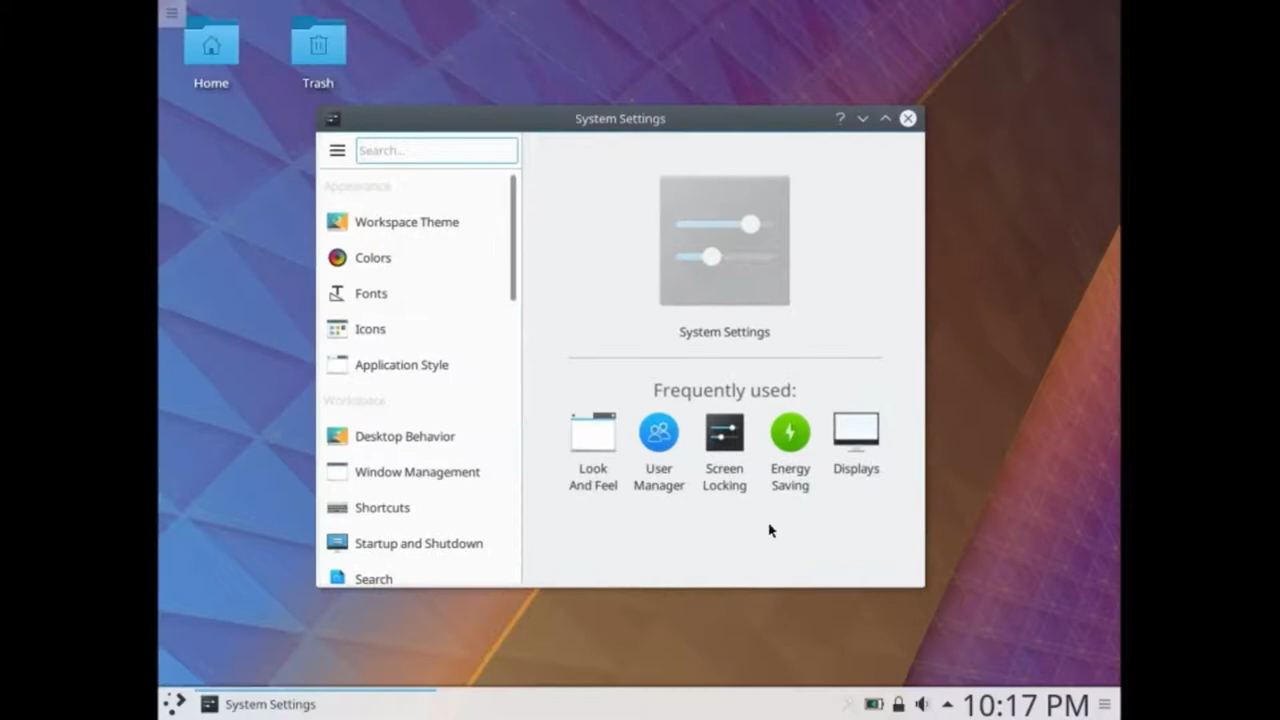 Home
Trash
System Settings
Search...
Appearance
Workspace Theme
Colors
Fonts
Icons
Application Style
Workspace
Desktop Behavior
Window Management
Shortcuts
Startup and Shutdown
Search
System Settings
Frequently used:
Look And Feel
User Manager
Screen Locking
Energy Saving
Displays
System Settings
10:17 PM